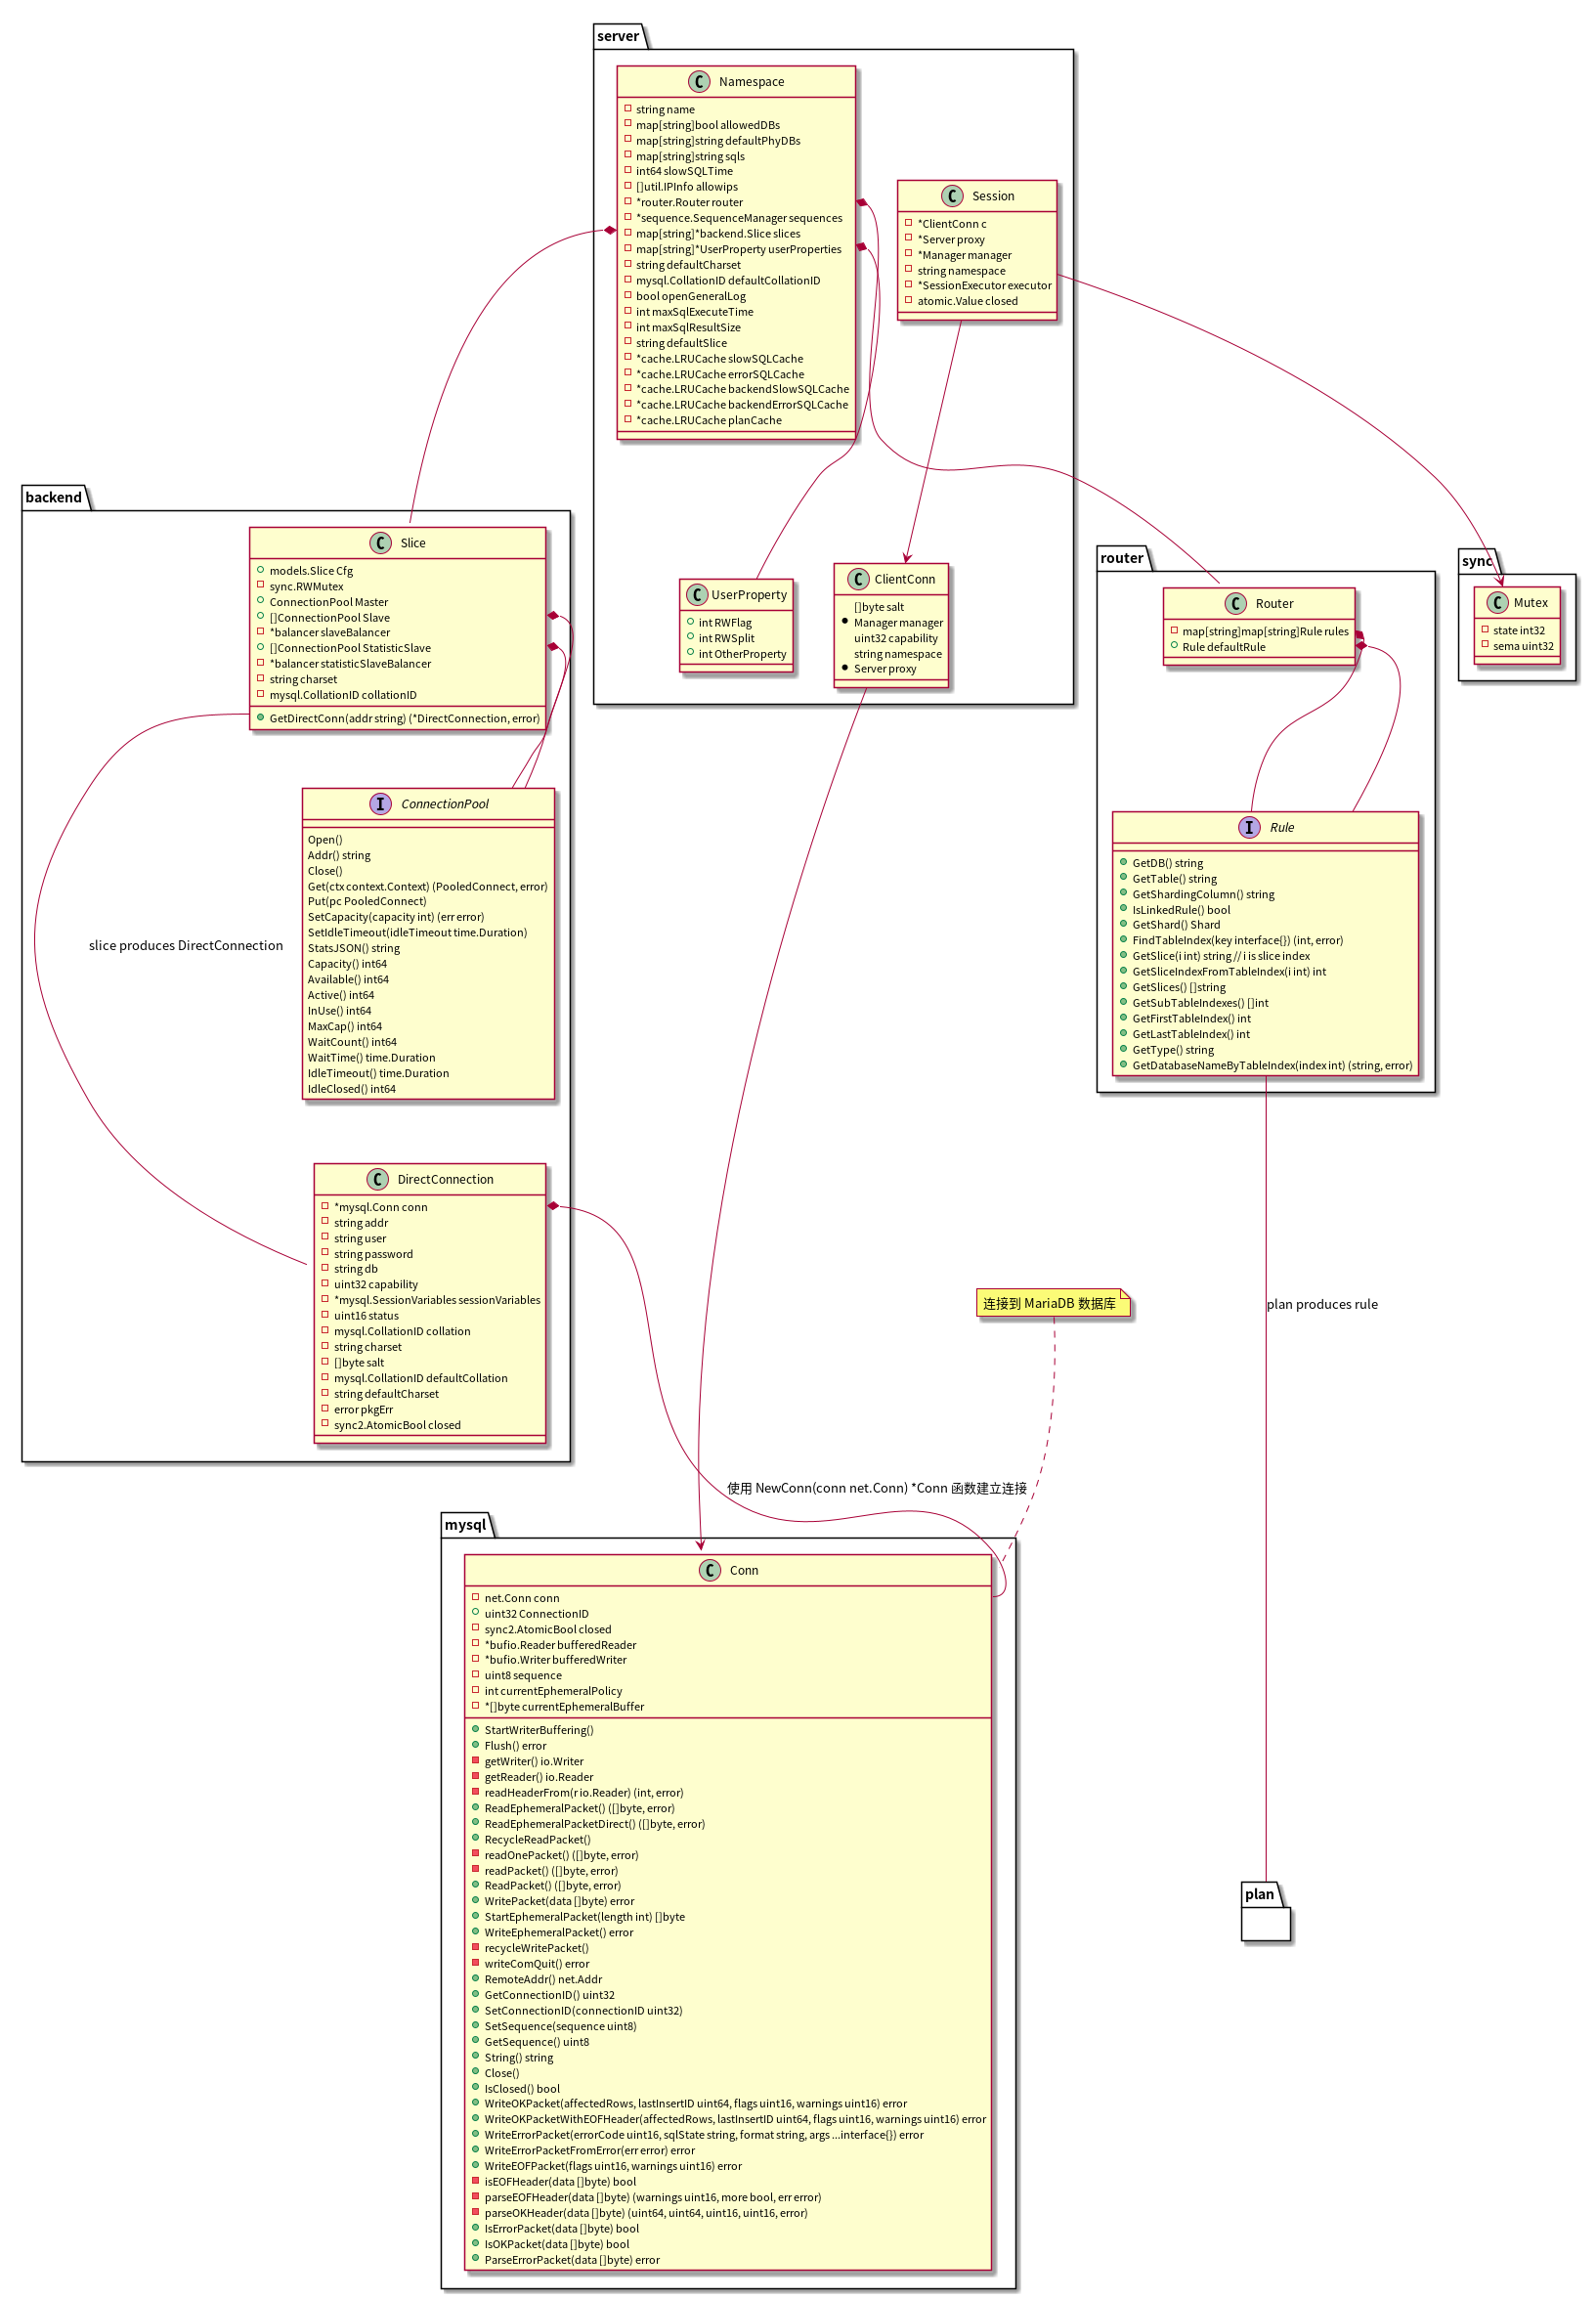 server
Namespace
string name
map[string]bool allowedDBs
map[string]string defaultPhyDBs
map[string]string sqls
int64 slowSQLTime
[]util.IPInfo allowips
*router.Router router
*sequence.SequenceManager sequences
map[string]*backend.Slice slices
map[string]*UserProperty userProperties
string defaultCharset
mysql.CollationID defaultCollationID
bool openGeneralLog
int maxSqlExecuteTime
int maxSqlResultSize
string defaultSlice
*cache.LRUCache slowSQLCache
*cache.LRUCache errorSQLCache
*cache.LRUCache backendSlowSQLCache
*cache.LRUCache backendErrorSQLCache
*cache.LRUCache planCache
Session
*ClientConn c
*Server proxy
*Manager manager
string namespace
*SessionExecutor executor
atomic.Value closed
UserProperty
int RWFlag
int RWSplit
int OtherProperty
ClientConn
[]byte salt
Manager manager
uint32 capability
string namespace
Server proxy
backend
Slice
models.Slice Cfg
sync.RWMutex
ConnectionPool Master
[]ConnectionPool Slave
*balancer slaveBalancer
[]ConnectionPool StatisticSlave
*balancer statisticSlaveBalancer
string charset
mysql.CollationID collationID
GetDirectConn(addr string) (*DirectConnection, error)
ConnectionPool
Open()
Addr() string
Close()
Get(ctx context.Context) (PooledConnect, error)
Put(pc PooledConnect)
SetCapacity(capacity int) (err error)
SetIdleTimeout(idleTimeout time.Duration)
StatsJSON() string
Capacity() int64
Available() int64
Active() int64
InUse() int64
MaxCap() int64
WaitCount() int64
WaitTime() time.Duration
IdleTimeout() time.Duration
IdleClosed() int64
slice produces DirectConnection
DirectConnection
*mysql.Conn conn
string addr
string user
string password
string db
uint32 capability
*mysql.SessionVariables sessionVariables
uint16 status
mysql.CollationID collation
string charset
[]byte salt
mysql.CollationID defaultCollation
string defaultCharset
error pkgErr
sync2.AtomicBool closed
router
Router
map[string]map[string]Rule rules
Rule defaultRule
Rule
GetDB() string
GetTable() string
GetShardingColumn() string
IsLinkedRule() bool
GetShard() Shard
FindTableIndex(key interface{}) (int, error)
GetSlice(i int) string // i is slice index
GetSliceIndexFromTableIndex(i int) int
GetSlices() []string
GetSubTableIndexes() []int
GetFirstTableIndex() int
GetLastTableIndex() int
GetType() string
GetDatabaseNameByTableIndex(index int) (string, error)
sync
Mutex
state int32
sema uint32
连接到 MariaDB 数据库
plan produces rule
使用 NewConn(conn net.Conn) *Conn 函数建立连接
mysql
Conn
net.Conn conn
uint32 ConnectionID
sync2.AtomicBool closed
*bufio.Reader bufferedReader
*bufio.Writer bufferedWriter
uint8 sequence
int currentEphemeralPolicy
*[]byte currentEphemeralBuffer
StartWriterBuffering()
Flush() error
getWriter() io.Writer
getReader() io.Reader
readHeaderFrom(r io.Reader) (int, error)
ReadEphemeralPacket() ([]byte, error)
ReadEphemeralPacketDirect() ([]byte, error)
RecycleReadPacket()
readOnePacket() ([]byte, error)
readPacket() ([]byte, error)
ReadPacket() ([]byte, error)
WritePacket(data []byte) error
StartEphemeralPacket(length int) []byte
WriteEphemeralPacket() error
recycleWritePacket()
writeComQuit() error
RemoteAddr() net.Addr
GetConnectionID() uint32
SetConnectionID(connectionID uint32)
SetSequence(sequence uint8)
GetSequence() uint8
String() string
Close()
IsClosed() bool
WriteOKPacket(affectedRows, lastInsertID uint64, flags uint16, warnings uint16) error
WriteOKPacketWithEOFHeader(affectedRows, lastInsertID uint64, flags uint16, warnings uint16) error
WriteErrorPacket(errorCode uint16, sqlState string, format string, args ...interface{}) error
WriteErrorPacketFromError(err error) error
WriteEOFPacket(flags uint16, warnings uint16) error
isEOFHeader(data []byte) bool
parseEOFHeader(data []byte) (warnings uint16, more bool, err error)
parseOKHeader(data []byte) (uint64, uint64, uint16, uint16, error)
IsErrorPacket(data []byte) bool
IsOKPacket(data []byte) bool
ParseErrorPacket(data []byte) error
plan